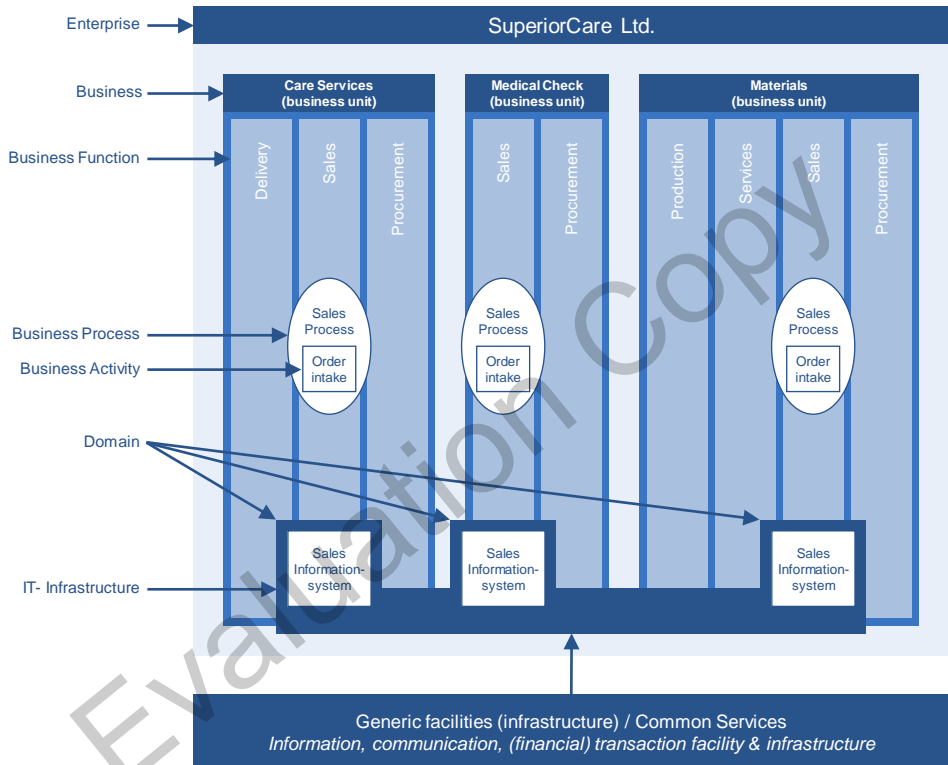 Enterprise
SuperiorCare Ltd.
Business
Care Services
(business unit)
Medical Check
(business unit)
Materials
(business unit)
Business Function
Delivery
Sales
Procurement
Sales
Procurement
Production
Services
Sales
Procurement
Business Process
Sales
Process
Sales
Process
Sales
Process
Business Activity
Order
intake
Order
intake
Order
intake
Domain
IT- Infrastructure
Sales
Information-
system
Sales
Information-
system
Sales
Information-
system
Generic facilities (infrastructure) / Common Services
Information, communication, (financial) transaction facility & infrastructure
Evaluation Copy